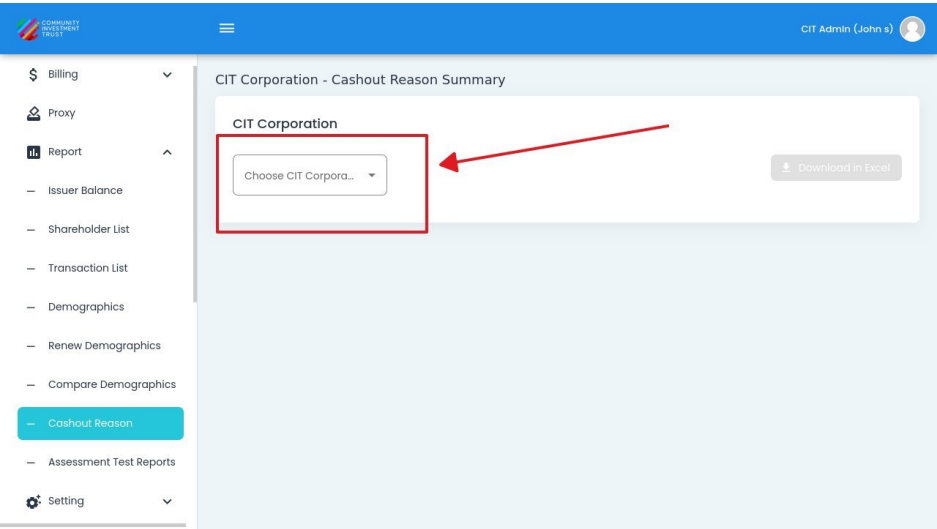 COMMUNITY
INVESTMENT
TRUST
CIT Admin (John s)
Billing
Proxy
Report
Issuer Balance
Shareholder List
Transaction List
Demographics
Renew Demographics
Compare Demographics
Cashout Reason
Assessment Test Reports
Setting
CIT Corporation - Cashout Reason Summary
CIT Corporation
Choose CIT Corpora...
Download in Excel